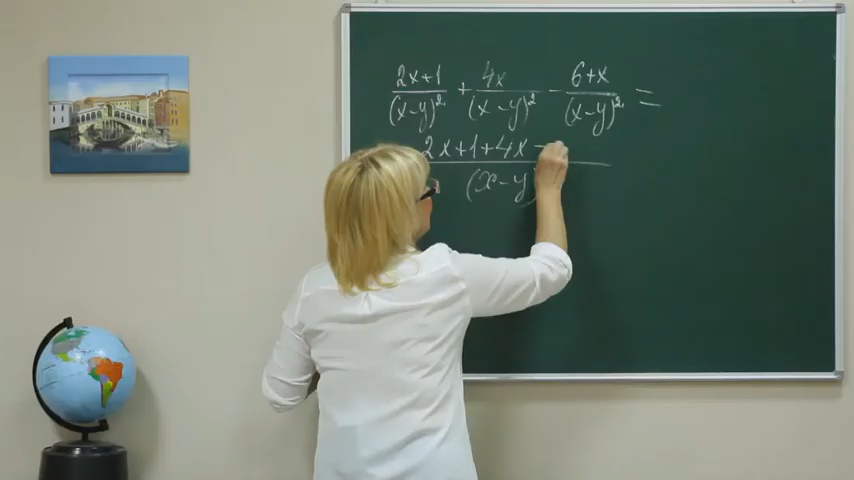 (2x+1)/(x-y)² + 4x/(x-y)² - (6+x)/(x-y)² =
2x+1+4x -
(x-y)